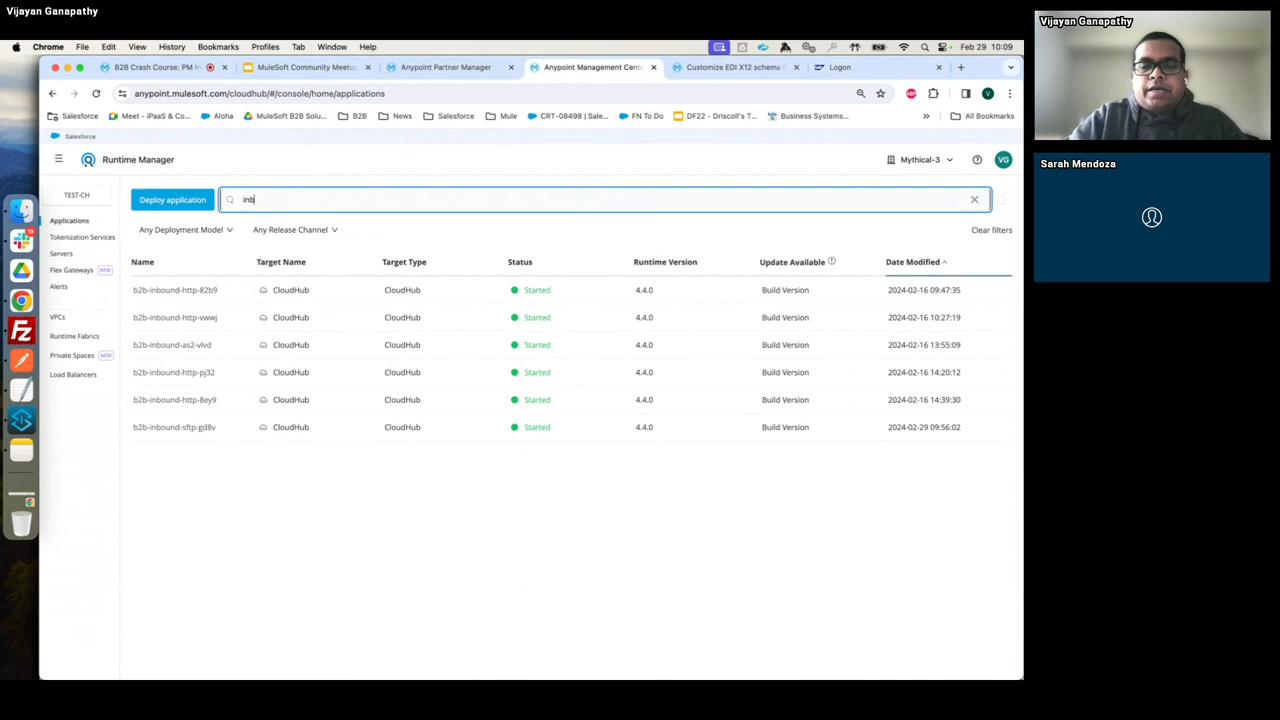 Vijayan Ganapathy
Chrome File Edit View History Bookmarks Profiles Tab Window Help Feb 29 10:09
B2B Crash Course: PM In
MuleSoft Community Meetup
Anypoint Partner Manager
Anypoint Management Cente
Customize EDI X12 schema
Logon
anypoint.mulesoft.com/cloudhub/#/console/home/applications
Salesforce Meet - iPaaS & Co... Aloha MuleSoft B2B Solu... B2B News Salesforce Mule CRT-08498 | Sale... FN To Do DF22 - Driscoll's T... Business Systems... » All Bookmarks
Salesforce
Runtime Manager Mythical-3 VG
TEST-CH
Applications
Tokenization Services
Servers
Flex Gateways NEW
Alerts
VPCs
Runtime Fabrics
Private Spaces NEW
Load Balancers
Deploy application inb
Any Deployment Model Any Release Channel Clear filters
Name Target Name Target Type Status Runtime Version Update Available Date Modified
b2b-inbound-http-82b9 CloudHub CloudHub Started 4.4.0 Build Version 2024-02-16 09:47:35
b2b-inbound-http-vwwj CloudHub CloudHub Started 4.4.0 Build Version 2024-02-16 10:27:19
b2b-inbound-as2-vlvd CloudHub CloudHub Started 4.4.0 Build Version 2024-02-16 13:55:09
b2b-inbound-http-pj32 CloudHub CloudHub Started 4.4.0 Build Version 2024-02-16 14:20:12
b2b-inbound-http-8ey9 CloudHub CloudHub Started 4.4.0 Build Version 2024-02-16 14:39:30
b2b-inbound-sftp-gd8v CloudHub CloudHub Started 4.4.0 Build Version 2024-02-29 09:56:02
Vijayan Ganapathy
Sarah Mendoza